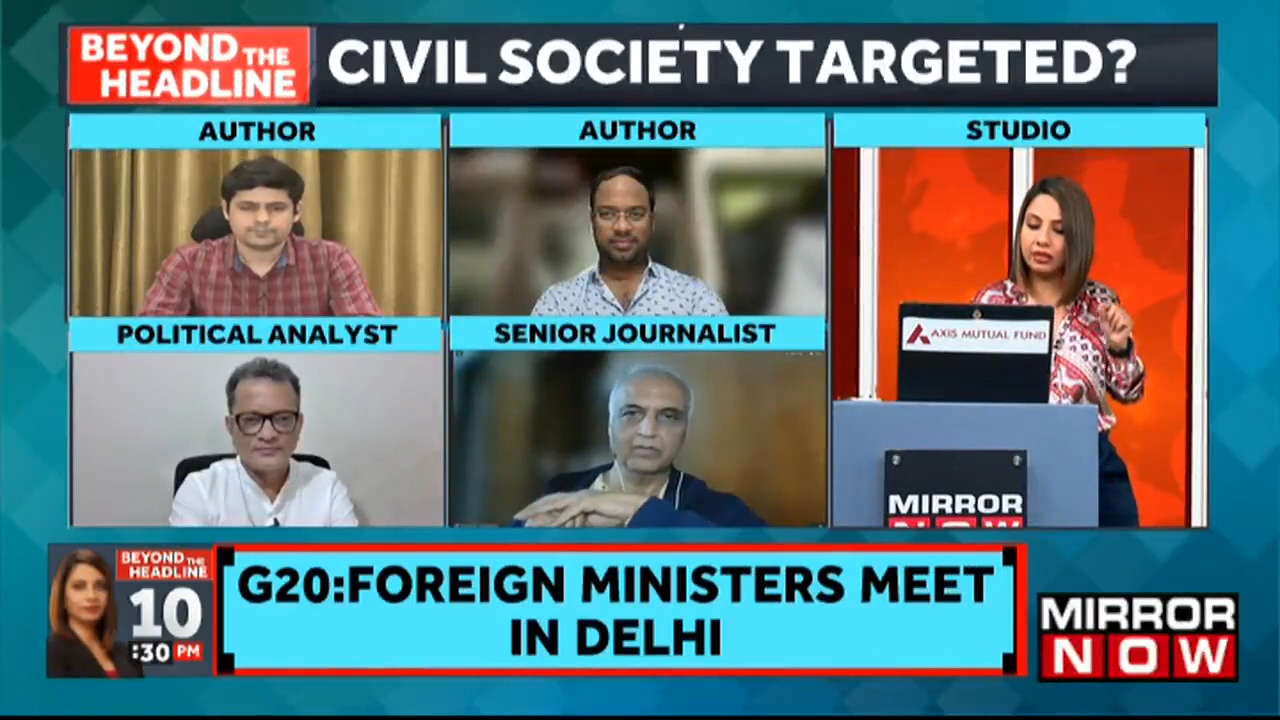 BEYOND THE
HEADLINE
CIVIL SOCIETY TARGETED?
AUTHOR
AUTHOR
STUDIO
POLITICAL ANALYST
SENIOR JOURNALIST
AXIS MUTUAL FUND
MIRROR
NOW
BEYOND THE
HEADLINE
10
:30 PM
G20:FOREIGN MINISTERS MEET
IN DELHI
MIRROR
NOW